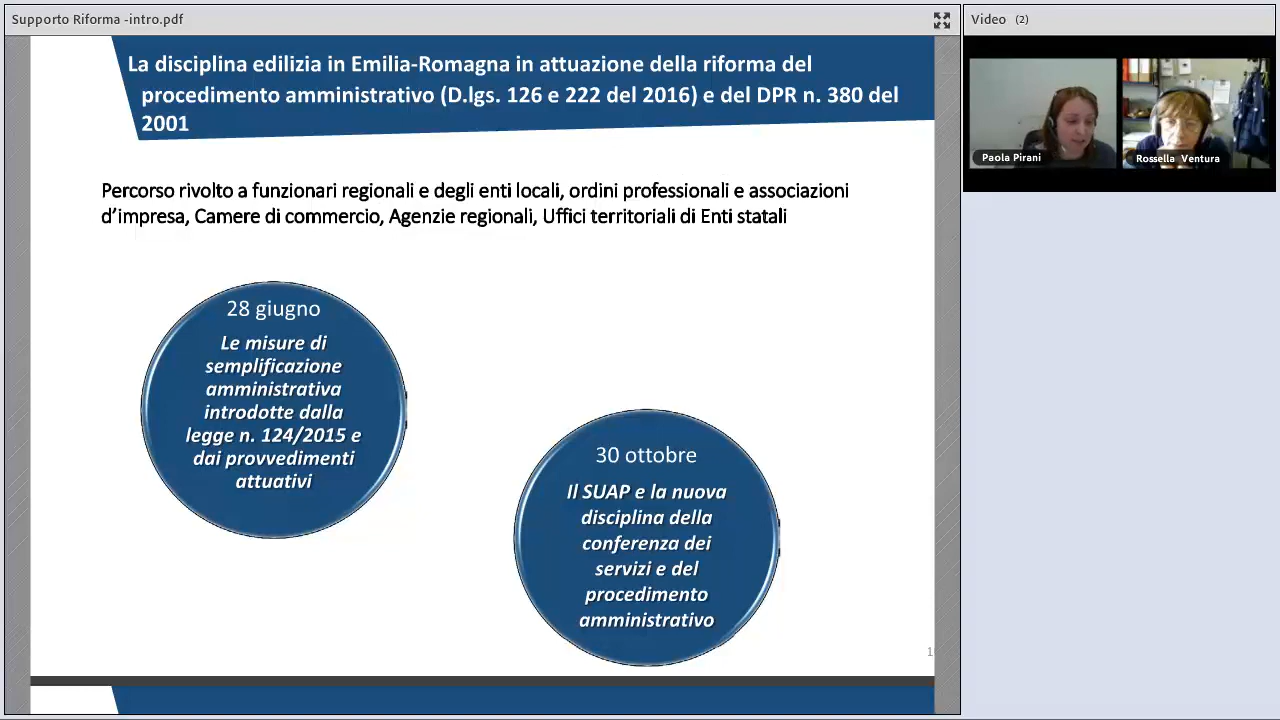 Supporto Riforma -intro.pdf
Video (2)
La disciplina edilizia in Emilia-Romagna in attuazione della riforma del
procedimento amministrativo (D.lgs. 126 e 222 del 2016) e del DPR n. 380 del
2001
Paola Pirani
Rossella Ventura
Percorso rivolto a funzionari regionali e degli enti locali, ordini professionali e associazioni
d’impresa, Camere di commercio, Agenzie regionali, Uffici territoriali di Enti statali
28 giugno
Le misure di
semplificazione
amministrativa
introdotte dalla
legge n. 124/2015 e
dai provvedimenti
attuativi
30 ottobre
Il SUAP e la nuova
disciplina della
conferenza dei
servizi e del
procedimento
amministrativo